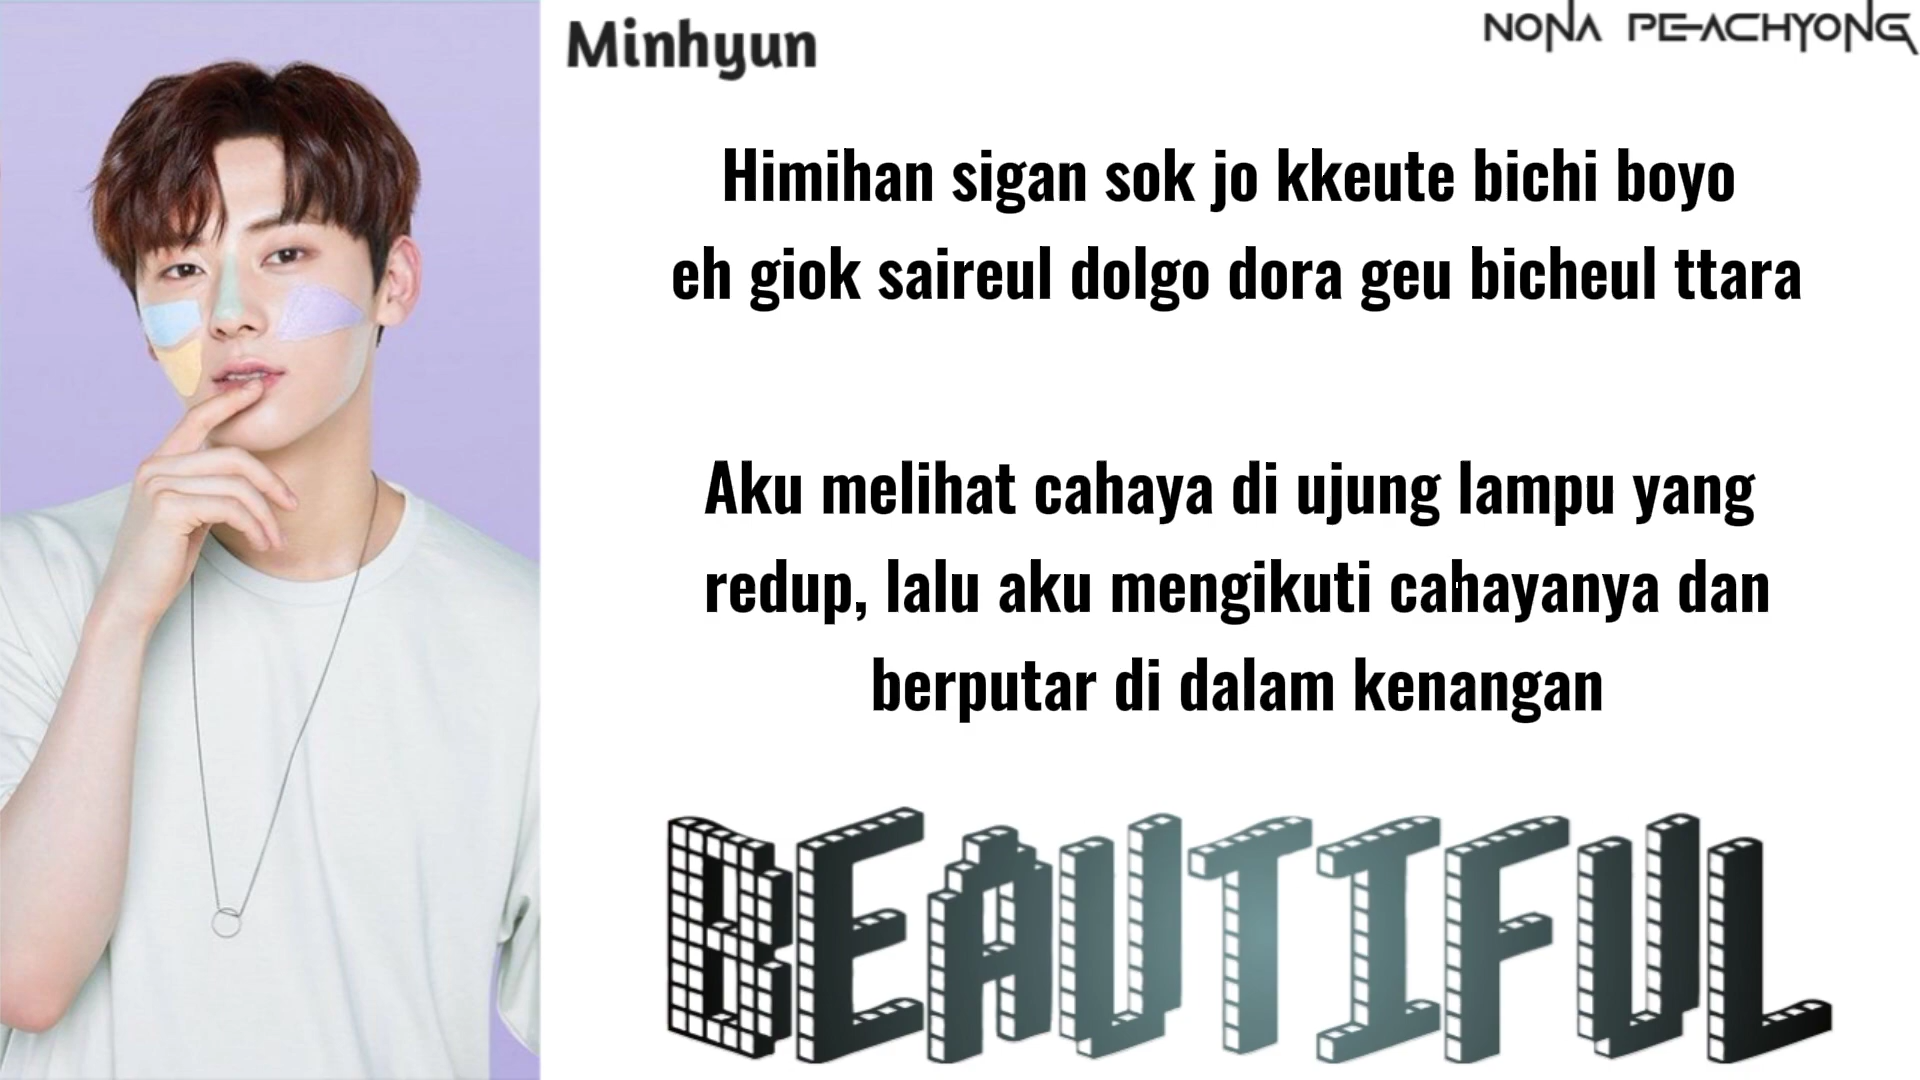 Minhyun
NONA PEACHYONG
Himihan sigan sok jo kkeute bichi boyo
eh giok saireul dolgo dora geu bicheul ttara
Aku melihat cahaya di ujung lampu yang
redup, lalu aku mengikuti cahayanya dan
berputar di dalam kenangan
BEAUTIFUL